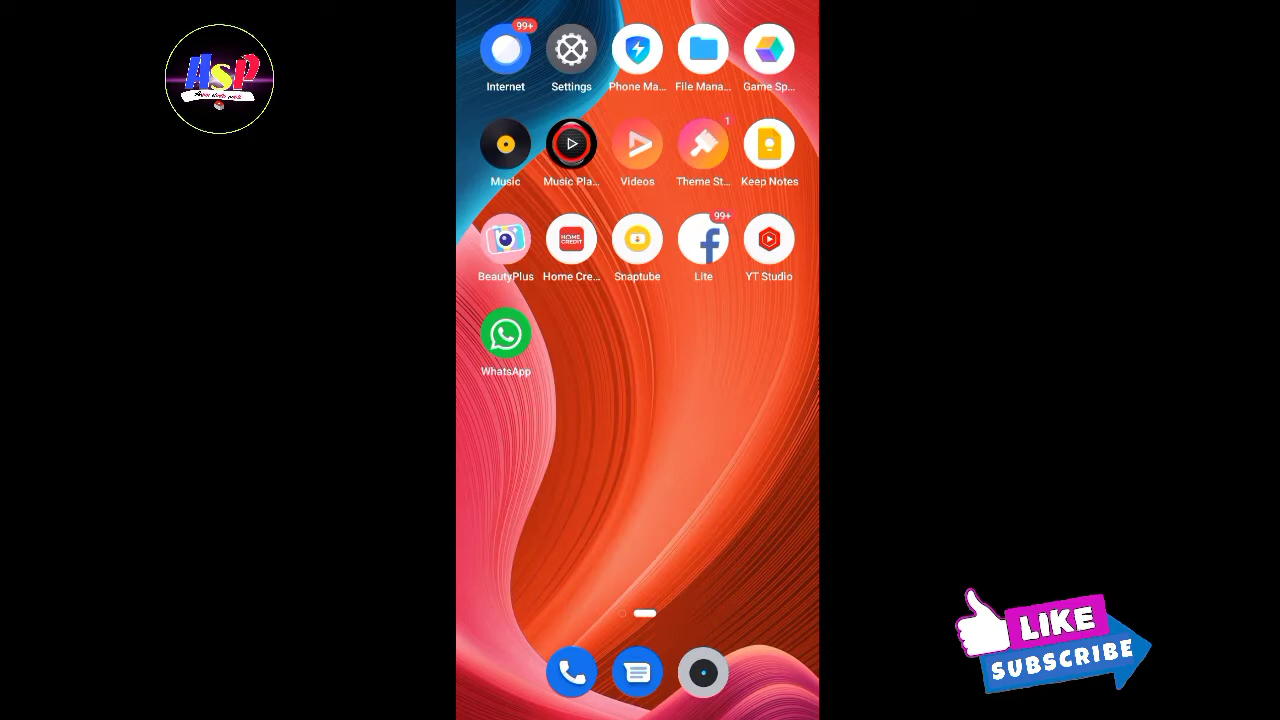 HSP
99+
Internet
Settings
Phone Ma...
File Mana...
Game Sp...
1
Music
Music Pla...
Videos
Theme St...
Keep Notes
HOME CREDIT
99+
BeautyPlus
Home Cre...
Snaptube
Lite
YT Studio
WhatsApp
LIKE
SUBSCRIBE